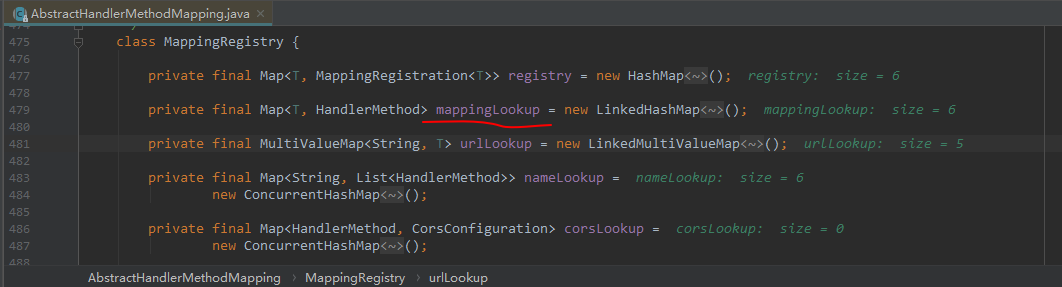 AbstractHandlerMethodMapping.java ×
475 class MappingRegistry {
476
477 private final Map<T, MappingRegistration<T>> registry = new HashMap<~>(); registry: size = 6
478
479 private final Map<T, HandlerMethod> mappingLookup = new LinkedHashMap<~>(); mappingLookup: size = 6
480
481 private final MultiValueMap<String, T> urlLookup = new LinkedMultiValueMap<~>(); urlLookup: size = 5
482
483 private final Map<String, List<HandlerMethod>> nameLookup = nameLookup: size = 6
484 new ConcurrentHashMap<~>();
485
486 private final Map<HandlerMethod, CorsConfiguration> corsLookup = corsLookup: size = 0
487 new ConcurrentHashMap<~>();
488
AbstractHandlerMethodMapping › MappingRegistry › urlLookup